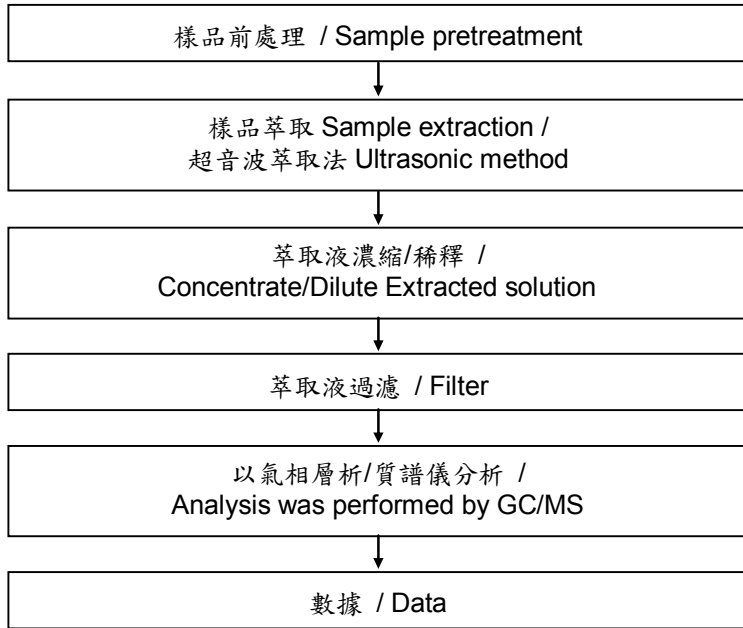 樣品前處理 / Sample pretreatment
樣品萃取 Sample extraction /
超音波萃取法 Ultrasonic method
萃取液濃縮/稀釋 /
Concentrate/Dilute Extracted solution
萃取液過濾 / Filter
以氣相層析/質譜儀分析 /
Analysis was performed by GC/MS
數據 / Data